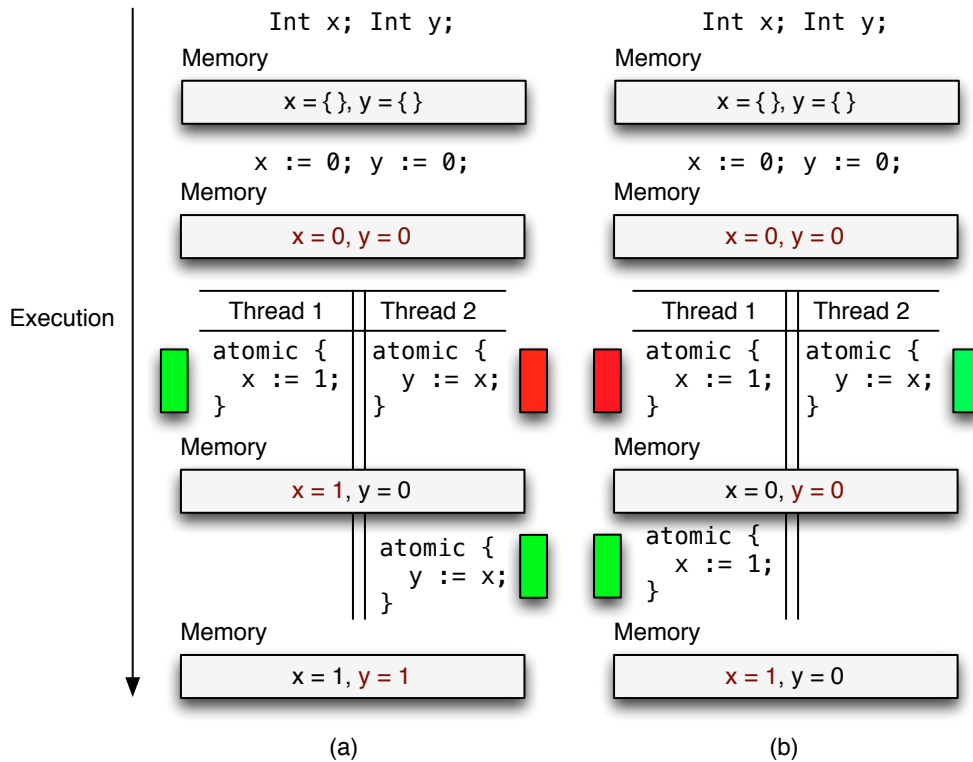 Int x; Int y;
Memory
x = { }, y = { }
x := 0; y := 0;
Memory
x = 0, y = 0
Thread 1
Thread 2
atomic {
x := 1;
}
atomic {
y := x;
}
Memory
x = 1, y = 0
atomic {
y := x;
}
Memory
x = 1, y = 1
(a)
Int x; Int y;
Memory
x = { }, y = { }
x := 0; y := 0;
Memory
x = 0, y = 0
Thread 1
Thread 2
atomic {
x := 1;
}
atomic {
y := x;
}
Memory
x = 0, y = 0
atomic {
x := 1;
}
Memory
x = 1, y = 0
(b)
Execution